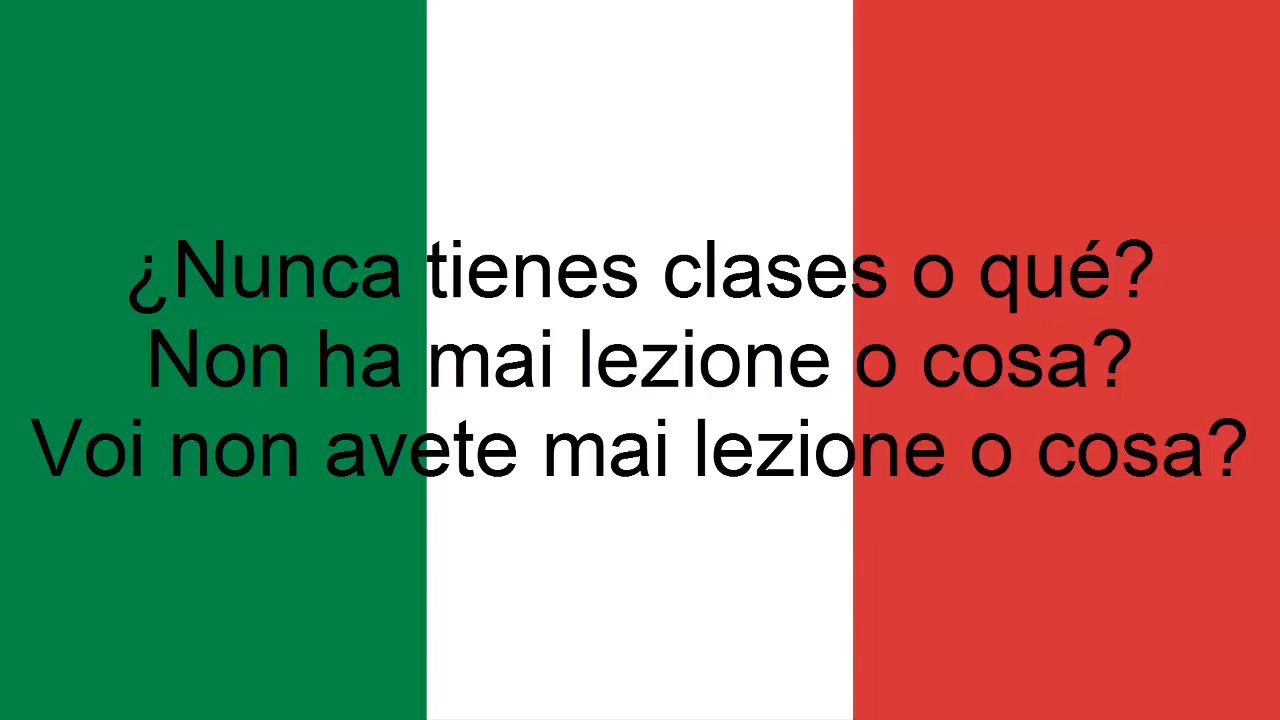 ¿Nunca tienes clases o qué?
Non ha mai lezione o cosa?
Voi non avete mai lezione o cosa?